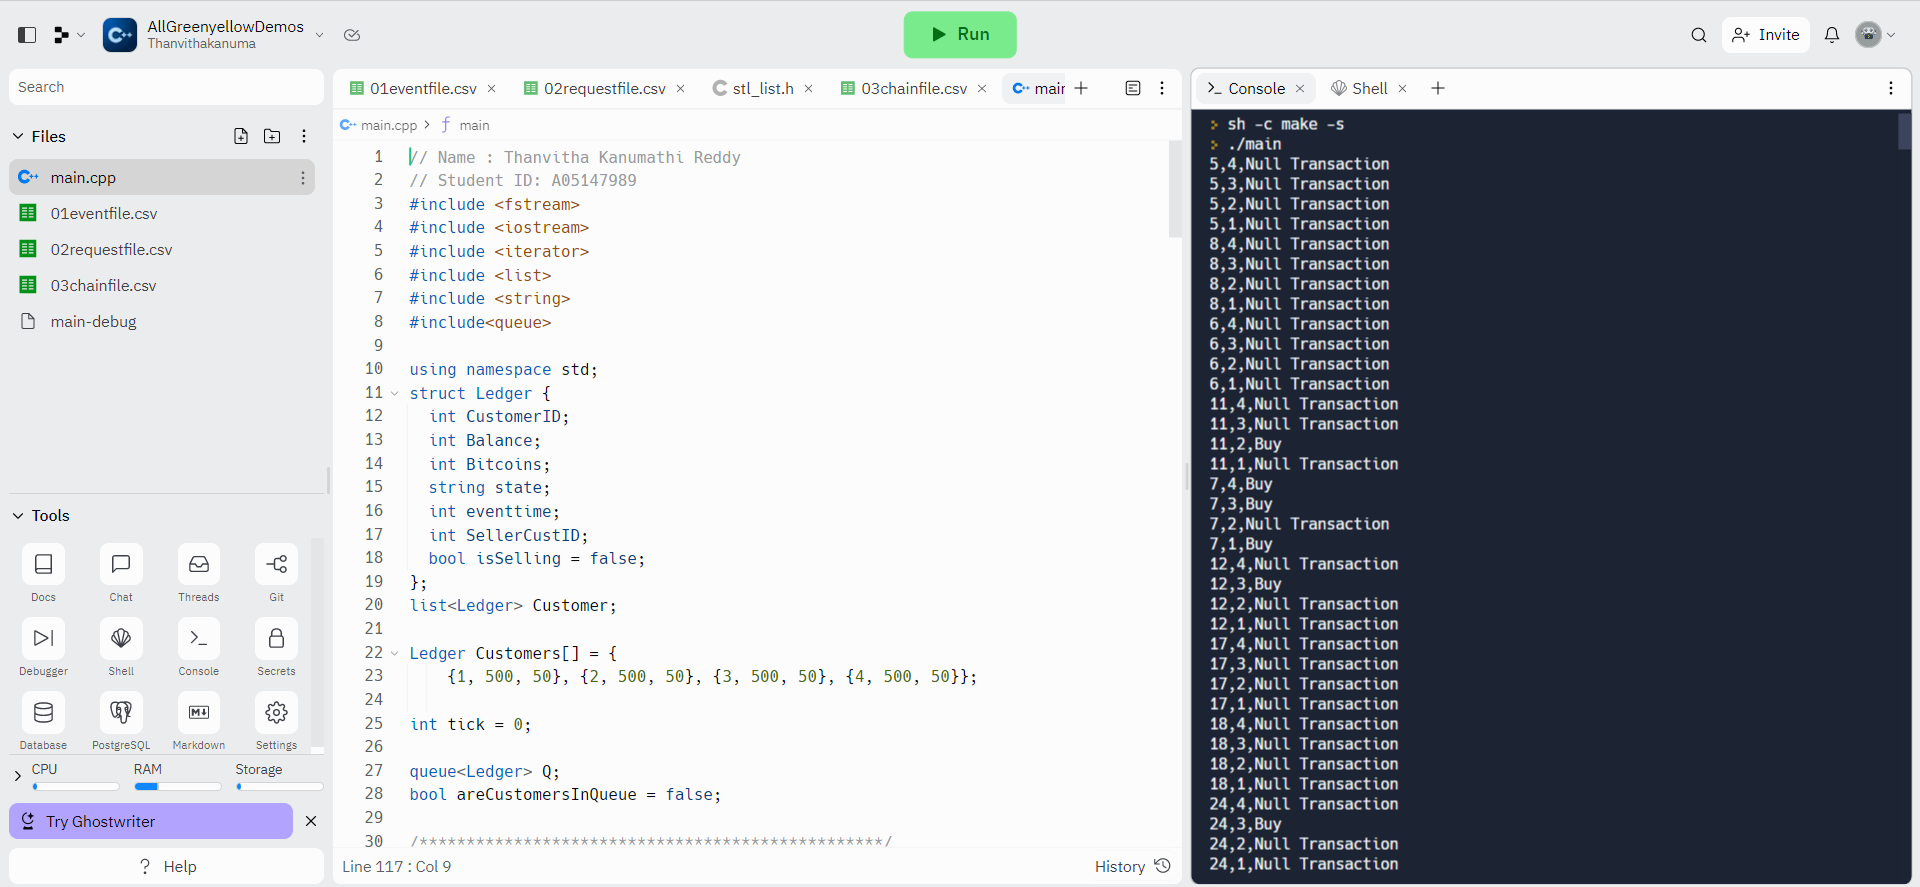 AllGreenyellowDemos
Thanvithakanuma
Run
Invite
Search
Files
main.cpp
01eventfile.csv
02requestfile.csv
03chainfile.csv
main-debug
Tools
Docs Chat Threads Git
Debugger Shell Console Secrets
Database PostgreSQL Markdown Settings
CPU RAM Storage
Try Ghostwriter
? Help
01eventfile.csv 02requestfile.csv stl_list.h 03chainfile.csv main
main.cpp > main
1 // Name : Thanvitha Kanumathi Reddy
2 // Student ID: A05147989
3 #include <fstream>
4 #include <iostream>
5 #include <iterator>
6 #include <list>
7 #include <string>
8 #include<queue>
9
10 using namespace std;
11 struct Ledger {
12 int CustomerID;
13 int Balance;
14 int Bitcoins;
15 string state;
16 int eventtime;
17 int SellerCustID;
18 bool isSellIng = false;
19 };
20 list<Ledger> Customer;
21
22 Ledger Customers[] = {
23 {1, 500, 50}, {2, 500, 50}, {3, 500, 50}, {4, 500, 50}};
24
25 int tick = 0;
26
27 queue<Ledger> Q;
28 bool areCustomersInQueue = false;
29
30 /*************************************************/
Line 117 : Col 9
History
Console Shell
sh -c make -s
./main
5,4,Null Transaction
5,3,Null Transaction
5,2,Null Transaction
5,1,Null Transaction
8,4,Null Transaction
8,3,Null Transaction
8,2,Null Transaction
8,1,Null Transaction
6,4,Null Transaction
6,3,Null Transaction
6,2,Null Transaction
6,1,Null Transaction
11,4,Null Transaction
11,3,Null Transaction
11,2,Buy
11,1,Null Transaction
7,4,Buy
7,3,Buy
7,2,Null Transaction
7,1,Buy
12,4,Null Transaction
12,3,Buy
12,2,Null Transaction
12,1,Null Transaction
17,4,Null Transaction
17,3,Null Transaction
17,2,Null Transaction
17,1,Null Transaction
18,4,Null Transaction
18,3,Null Transaction
18,2,Null Transaction
18,1,Null Transaction
24,4,Null Transaction
24,3,Buy
24,2,Null Transaction
24,1,Null Transaction